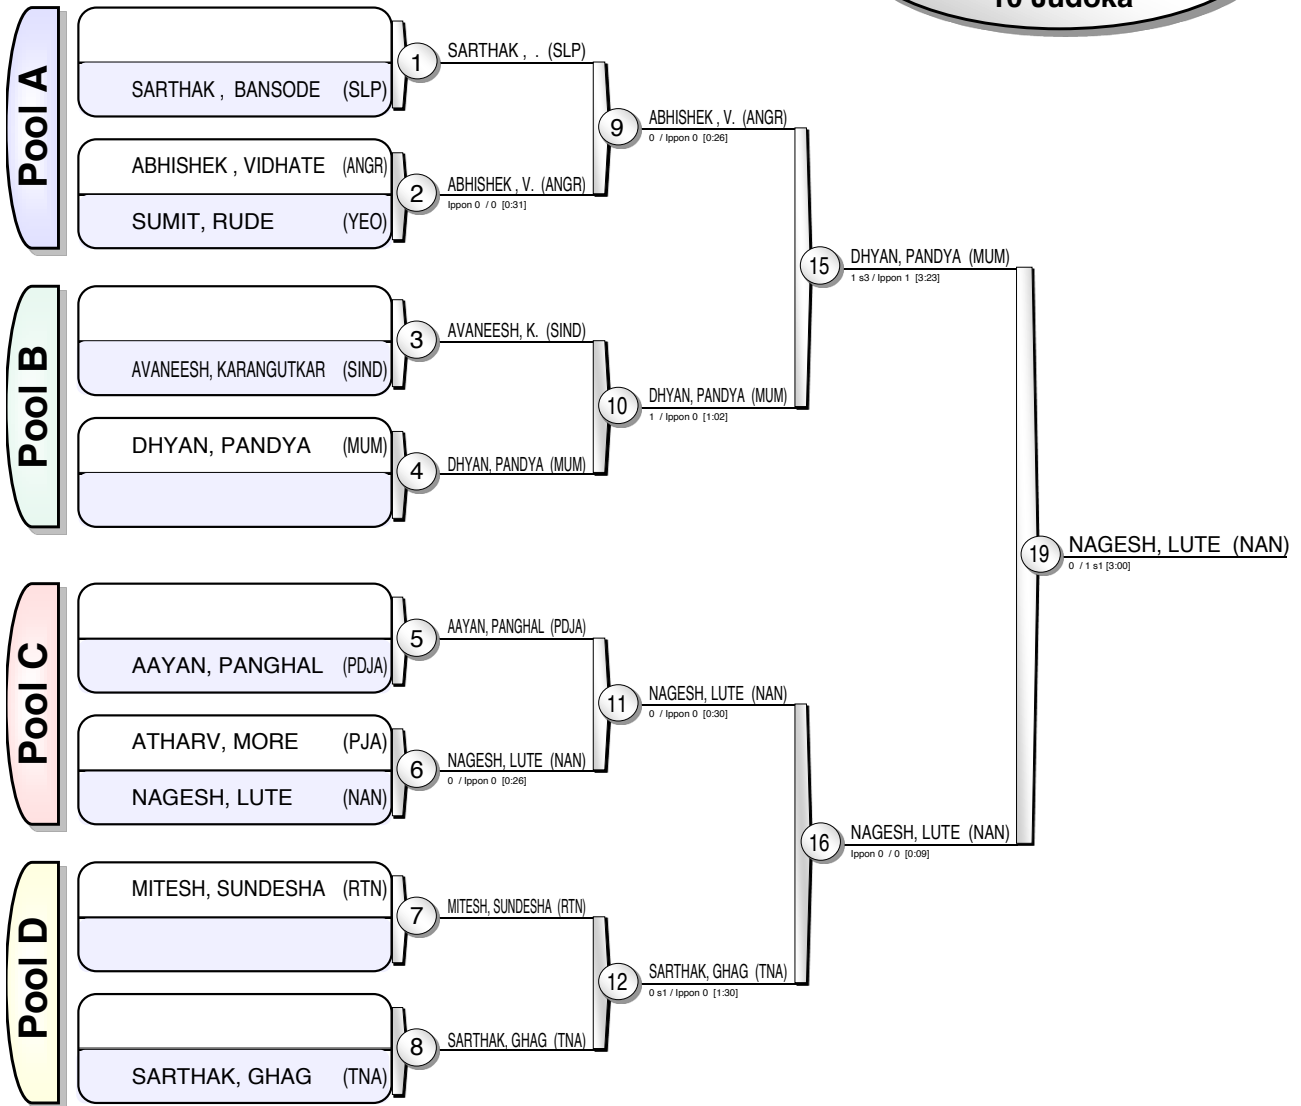 10 Judoka
Pool A
SARTHAK , BANSODE (SLP)
ABHISHEK , VIDHATE (ANGR)
SUMIT, RUDE (YEO)
1
SARTHAK , . (SLP)
2
ABHISHEK , V. (ANGR)
Ippon 0 / 0 [0:31]
9
ABHISHEK , V. (ANGR)
0 / Ippon 0 [0:26]
Pool B
AVANEESH, KARANGUTKAR (SIND)
DHYAN, PANDYA (MUM)
3
AVANEESH, K. (SIND)
4
DHYAN, PANDYA (MUM)
10
DHYAN, PANDYA (MUM)
1 / Ippon 0 [1:02]
15
DHYAN, PANDYA (MUM)
1 s3 / Ippon 1 [3:23]
Pool C
AAYAN, PANGHAL (PDJA)
ATHARV, MORE (PJA)
NAGESH, LUTE (NAN)
5
AAYAN, PANGHAL (PDJA)
6
NAGESH, LUTE (NAN)
0 / Ippon 0 [0:26]
11
NAGESH, LUTE (NAN)
0 / Ippon 0 [0:30]
Pool D
MITESH, SUNDESHA (RTN)
SARTHAK, GHAG (TNA)
7
MITESH, SUNDESHA (RTN)
8
SARTHAK, GHAG (TNA)
12
SARTHAK, GHAG (TNA)
0 s1 / Ippon 0 [1:30]
16
NAGESH, LUTE (NAN)
Ippon 0 / 0 [0:09]
19
NAGESH, LUTE (NAN)
0 / 1 s1 [3:00]